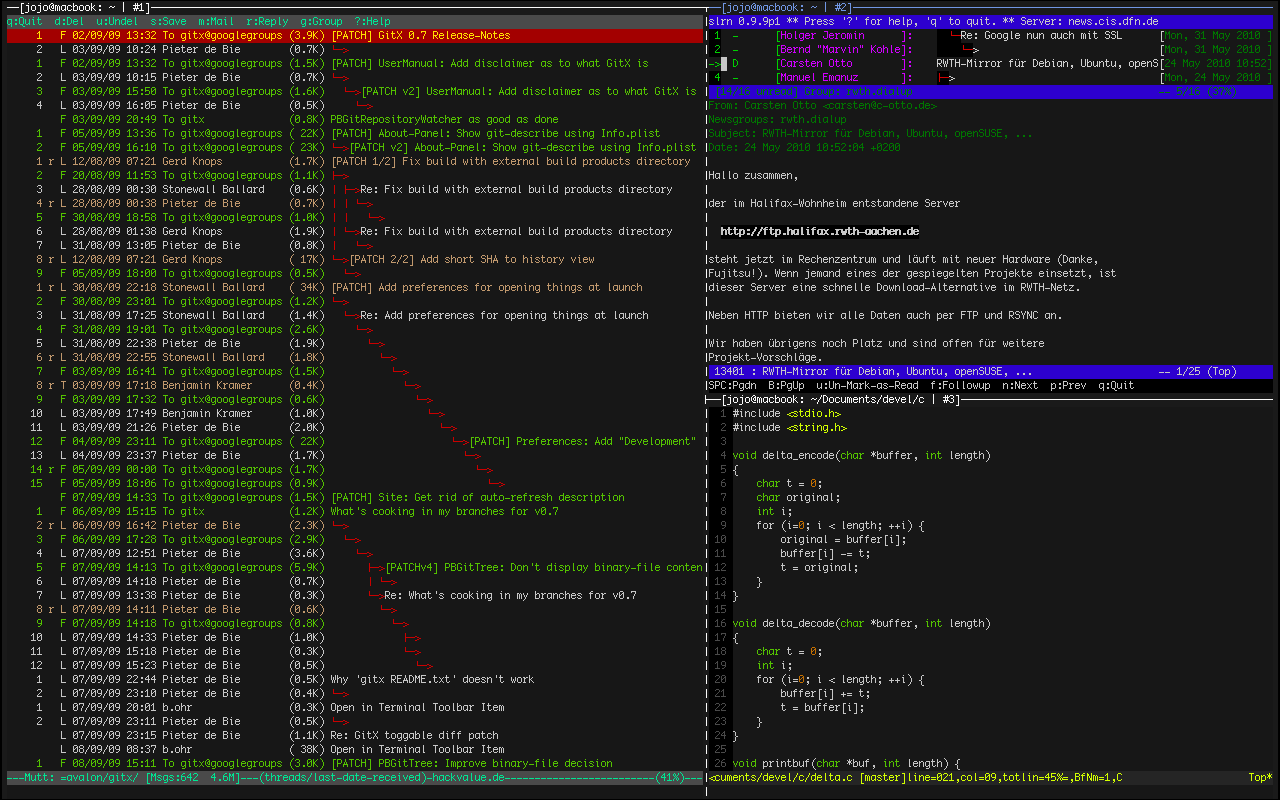 [jojo@macbook: ~ | #1]
q:Quit d:Del u:Undel s:Save m:Mail r:Reply g:Group ?:Help
1 F 02/09/09 13:32 To gitx@googlegroups (3.9K) [PATCH] GitX 0.7 Release-Notes
2 L 03/09/09 10:24 Pieter de Bie (0.7K) └─>
1 F 02/09/09 13:32 To gitx@googlegroups (1.5K) [PATCH] UserManual: Add disclaimer as to what GitX is
2 L 03/09/09 10:15 Pieter de Bie (0.7K) └─>
3 F 03/09/09 15:50 To gitx@googlegroups (1.6K) └─>[PATCH v2] UserManual: Add disclaimer as to what GitX is
4 L 03/09/09 16:05 Pieter de Bie (0.5K) └─>
F 03/09/09 20:49 To gitx (0.8K) PBGitRepositoryWatcher as good as done
1 F 05/09/09 13:36 To gitx@googlegroups ( 22K) [PATCH] About-Panel: Show git-describe using Info.plist
2 F 05/09/09 16:10 To gitx@googlegroups ( 23K) └─>[PATCH v2] About-Panel: Show git-describe using Info.plist
1 r L 12/08/09 07:21 Gerd Knops (1.7K) [PATCH 1/2] Fix build with external build products directory
2 F 20/08/09 11:53 To gitx@googlegroups (1.1K) ├─>
3 L 28/08/09 00:30 Stonewall Ballard (0.6K) │ ├─>Re: Fix build with external build products directory
4 r L 28/08/09 00:38 Pieter de Bie (0.7K) │ │ └─>
5 F 30/08/09 18:58 To gitx@googlegroups (1.0K) │ │ └─>
6 L 28/08/09 01:38 Gerd Knops (1.9K) │ └─>Re: Fix build with external build products directory
7 L 31/08/09 13:05 Pieter de Bie (0.8K) │ └─>
8 r L 12/08/09 07:21 Gerd Knops ( 17K) └─>[PATCH 2/2] Add short SHA to history view
9 F 05/09/09 18:00 To gitx@googlegroups (0.5K) └─>
1 r L 30/08/09 22:18 Stonewall Ballard ( 34K) [PATCH] Add preferences for opening things at launch
2 F 30/08/09 23:01 To gitx@googlegroups (1.2K) └─>
3 L 31/08/09 17:25 Stonewall Ballard (1.4K) └─>Re: Add preferences for opening things at launch
4 F 31/08/09 19:01 To gitx@googlegroups (2.6K) └─>
5 L 31/08/09 22:38 Pieter de Bie (1.9K) └─>
6 r L 31/08/09 22:55 Stonewall Ballard (1.8K) └─>
7 F 03/09/09 16:41 To gitx@googlegroups (1.5K) └─>
8 r T 03/09/09 17:18 Benjamin Kramer (0.4K) └─>
9 F 03/09/09 17:32 To gitx@googlegroups (0.6K) └─>
10 L 03/09/09 17:49 Benjamin Kramer (1.0K) └─>
11 L 03/09/09 21:26 Pieter de Bie (2.0K) └─>
12 F 04/09/09 23:11 To gitx@googlegroups ( 22K) └─>[PATCH] Preferences: Add "Development"
13 L 04/09/09 23:37 Pieter de Bie (1.7K) └─>
14 r F 05/09/09 00:00 To gitx@googlegroups (1.7K) └─>
15 F 05/09/09 18:06 To gitx@googlegroups (0.9K) └─>
F 07/09/09 14:33 To gitx@googlegroups (1.5K) [PATCH] Site: Get rid of auto-refresh description
1 F 06/09/09 15:15 To gitx (1.2K) What's cooking in my branches for v0.7
2 r L 06/09/09 16:42 Pieter de Bie (2.3K) └─>
3 F 06/09/09 17:28 To gitx@googlegroups (2.9K) └─>
4 L 07/09/09 12:51 Pieter de Bie (3.6K) └─>
5 F 07/09/09 14:13 To gitx@googlegroups (5.9K) ├─>[PATCHv4] PBGitTree: Don't display binary-file conten
6 L 07/09/09 14:18 Pieter de Bie (0.7K) │ └─>
7 L 07/09/09 13:38 Pieter de Bie (0.3K) └─>Re: What's cooking in my branches for v0.7
8 r L 07/09/09 14:11 Pieter de Bie (0.6K) └─>
9 F 07/09/09 14:18 To gitx@googlegroups (0.8K) └─>
10 L 07/09/09 14:33 Pieter de Bie (1.0K) ├─>
11 L 07/09/09 15:18 Pieter de Bie (0.3K) └─>
12 L 07/09/09 15:23 Pieter de Bie (0.5K) └─>
1 L 07/09/09 22:44 Pieter de Bie (0.5K) Why 'gitx README.txt' doesn't work
2 L 07/09/09 23:10 Pieter de Bie (0.4K) └─>
1 L 07/09/09 20:01 b.ohr (0.3K) Open in Terminal Toolbar Item
2 L 07/09/09 23:11 Pieter de Bie (0.5K) └─>
L 07/09/09 23:15 Pieter de Bie (1.1K) Re: GitX toggable diff patch
L 08/09/09 08:37 b.ohr ( 38K) Open in Terminal Toolbar Item
1 F 08/09/09 15:11 To gitx@googlegroups (3.0K) [PATCH] PBGitTree: Improve binary-file decision
---Mutt: =avalon/gitx/ [Msgs:642 4.6M]---(threads/last-date-received)-hackvalue.de-------------------------(41%)---
[jojo@macbook: ~ | #2]
slrn 0.9.9p1 ** Press '?' for help, 'q' to quit. ** Server: news.cis.dfn.de
1 - [Holger Jeromin ]: └─Re: Google nun auch mit SSL [Mon, 31 May 2010 ]
2 - [Bernd "Marvin" Kohle]: └─> [Mon, 31 May 2010 ]
-> D [Carsten Otto ]: RWTH-Mirror für Debian, Ubuntu, openS[24 May 2010 10:52]
4 - [Manuel Emanuz ]: ├─> [Mon, 24 May 2010 ]
[14/16 unread] Group: rwth.dialup -- 5/16 (37%)
From: Carsten Otto <carsten@c-otto.de>
Newsgroups: rwth.dialup
Subject: RWTH-Mirror für Debian, Ubuntu, openSUSE, ...
Date: 24 May 2010 10:52:04 +0200
Hallo zusammen,
der im Halifax-Wohnheim entstandene Server
http://ftp.halifax.rwth-aachen.de
steht jetzt im Rechenzentrum und läuft mit neuer Hardware (Danke,
Fujitsu!). Wenn jemand eines der gespiegelten Projekte einsetzt, ist
dieser Server eine schnelle Download-Alternative im RWTH-Netz.
Neben HTTP bieten wir alle Daten auch per FTP und RSYNC an.
Wir haben übrigens noch Platz und sind offen für weitere
Projekt-Vorschläge.
13401 : RWTH-Mirror für Debian, Ubuntu, openSUSE, ... -- 1/25 (Top)
SPC:Pgdn B:PgUp u:Un-Mark-as-Read f:Followup n:Next p:Prev q:Quit
[jojo@macbook: ~/Documents/devel/c | #3]
1 #include <stdio.h>
2 #include <string.h>
3
4 void delta_encode(char *buffer, int length)
5 {
6 char t = 0;
7 char original;
8 int i;
9 for (i=0; i < length; ++i) {
10 original = buffer[i];
11 buffer[i] -= t;
12 t = original;
13 }
14 }
15
16 void delta_decode(char *buffer, int length)
17 {
18 char t = 0;
19 int i;
20 for (i=0; i < length; ++i) {
21 buffer[i] += t;
22 t = buffer[i];
23 }
24 }
25
26 void printbuf(char *buf, int length) {
<cuments/devel/c/delta.c [master]line=021,col=09,totlin=45%=,BfNm=1,C Top*